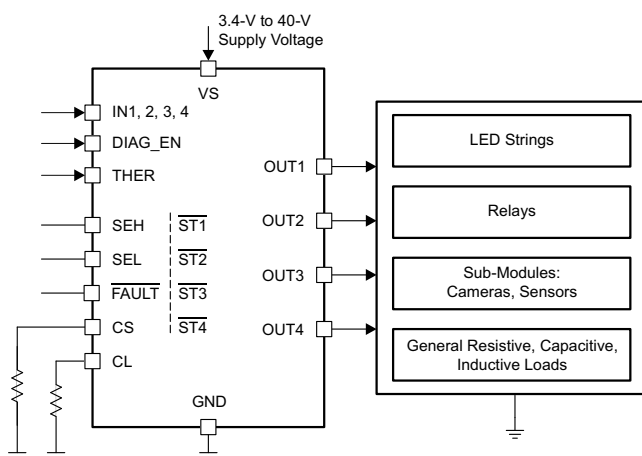 3.4-V to 40-V
Supply Voltage
VS
IN1, 2, 3, 4
DIAG_EN
THER
SEH
ST1
SEL
ST2
FAULT
ST3
CS
ST4
CL
GND
OUT1
OUT2
OUT3
OUT4
LED Strings
Relays
Sub-Modules:
Cameras, Sensors
General Resistive, Capacitive,
Inductive Loads